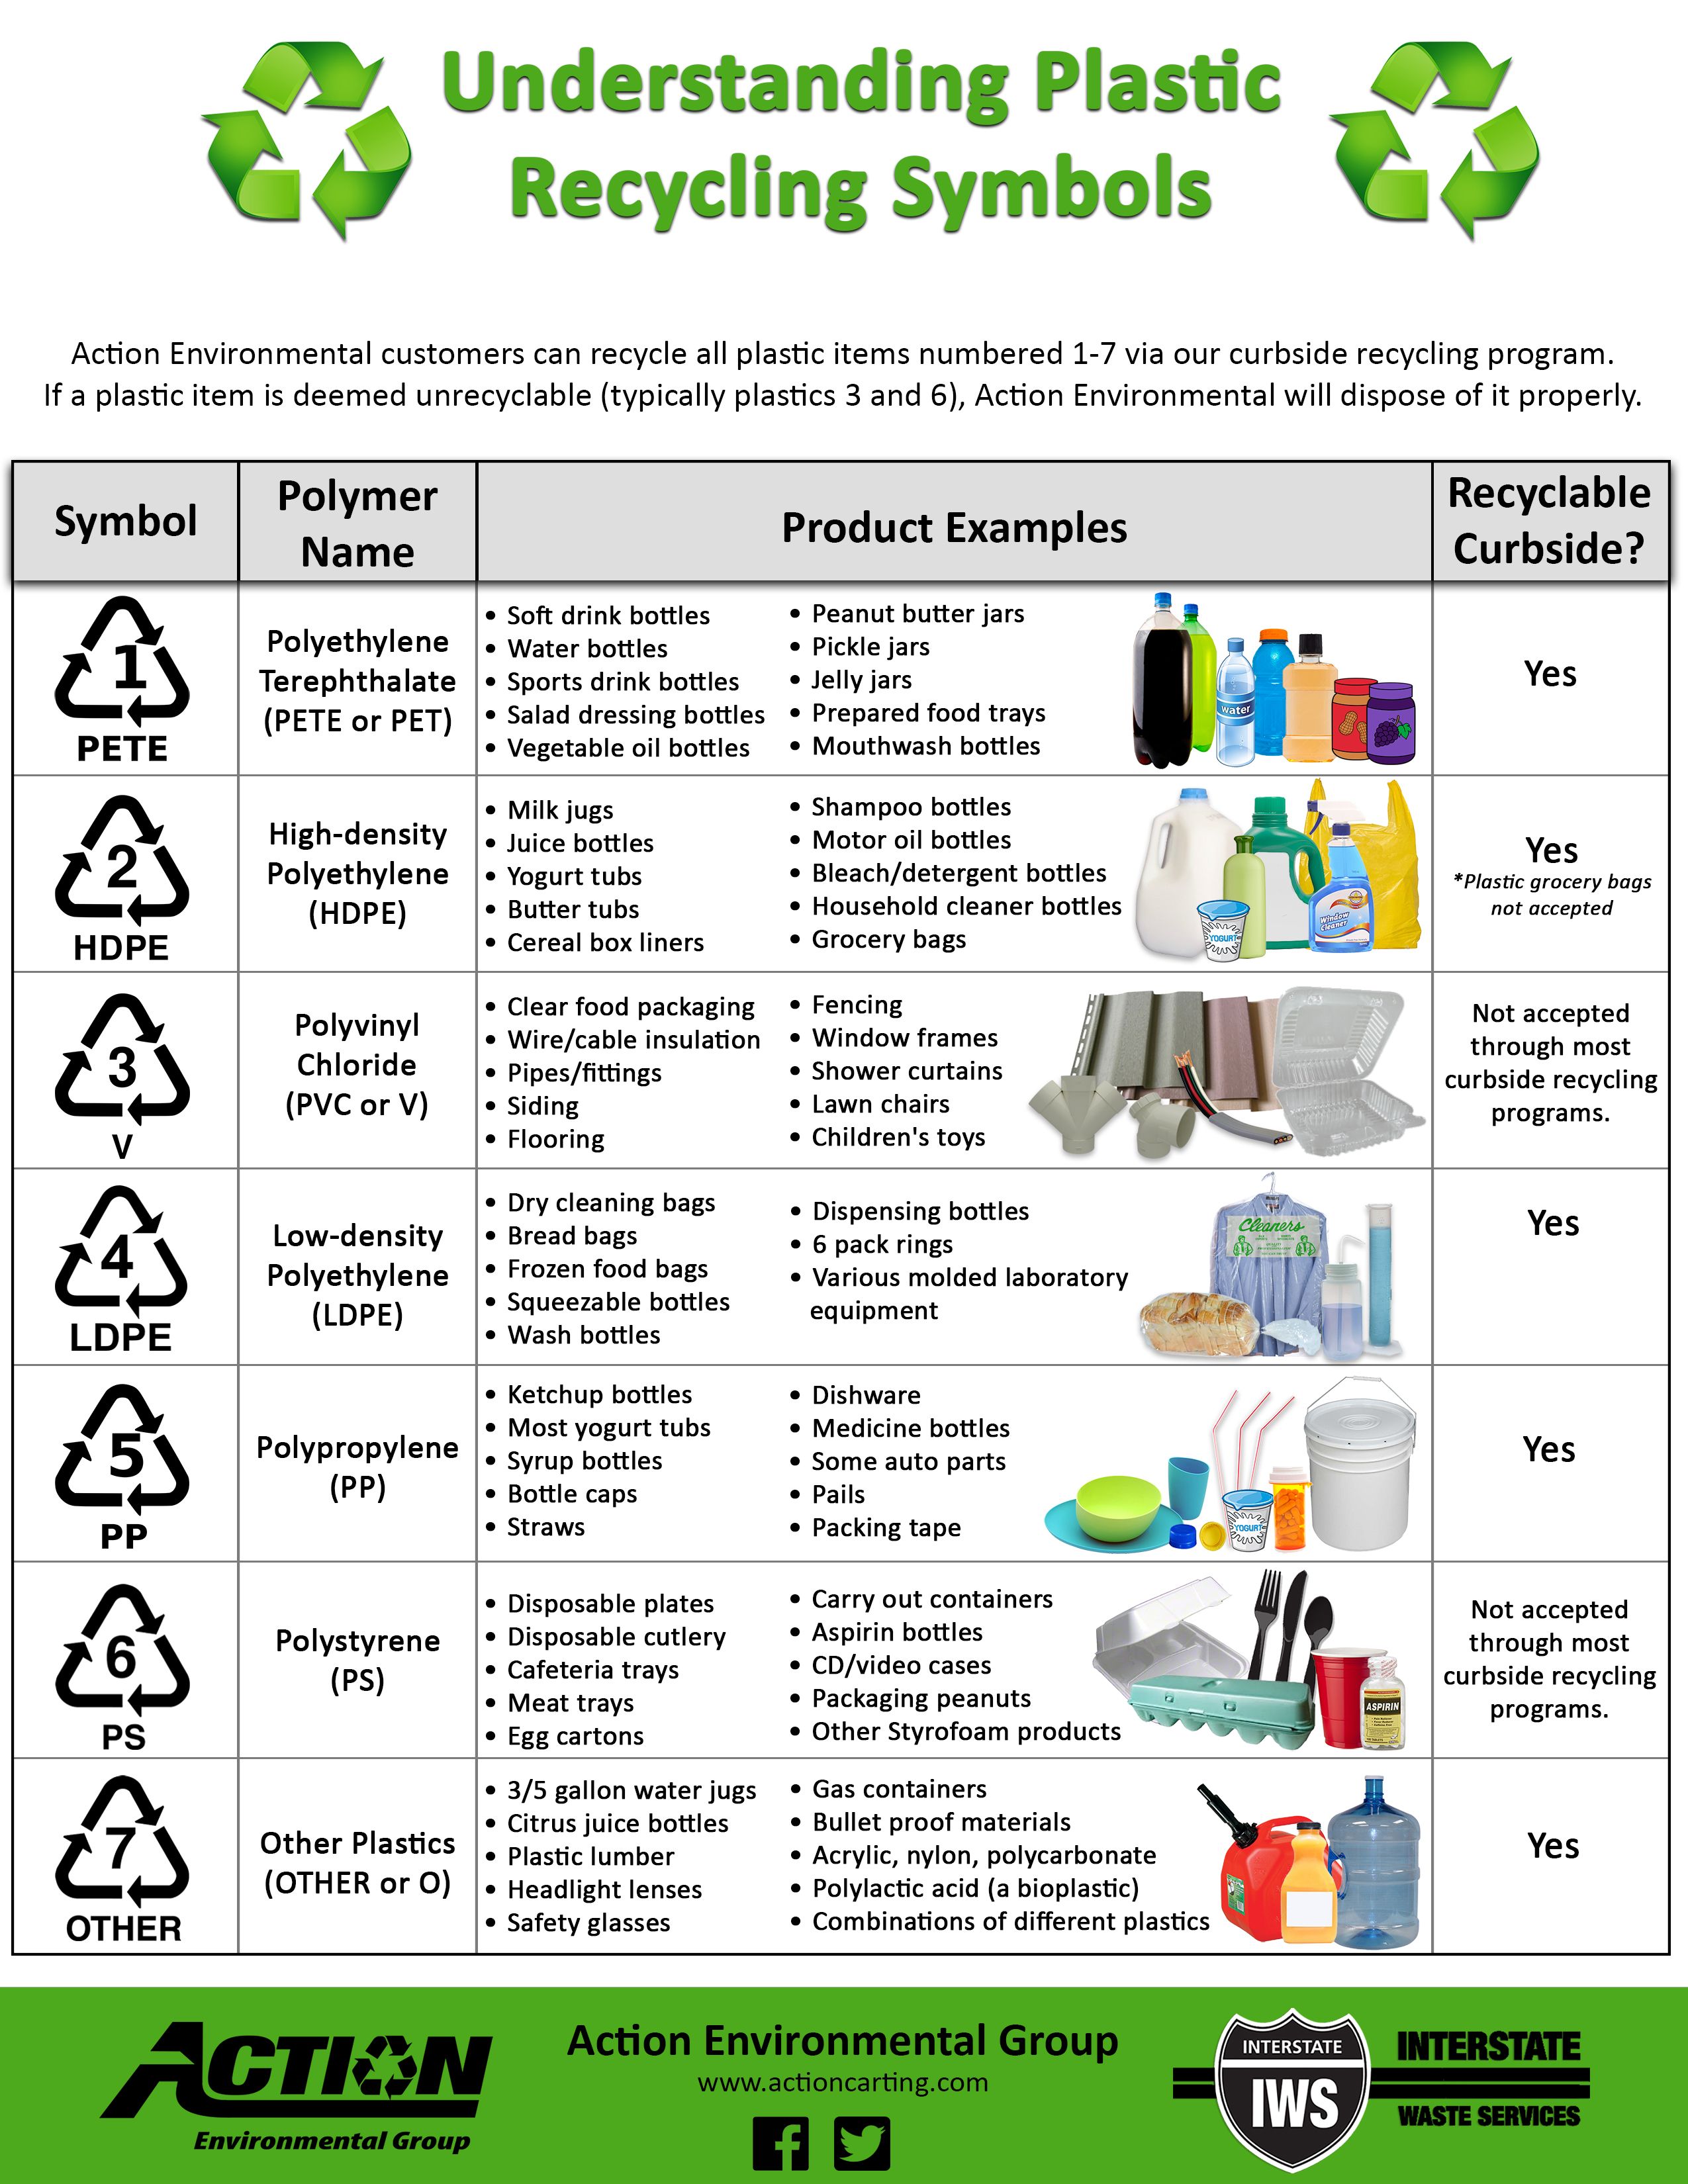 Understanding Plastic
Recycling Symbols
Action Environmental customers can recycle all plastic items numbered 1-7 via our curbside recycling program.
If a plastic item is deemed unrecyclable (typically plastics 3 and 6), Action Environmental will dispose of it properly.
Symbol
Polymer
Name
Product Examples
Recyclable
Curbside?
1
PETE
Polyethylene
Terephthalate
(PETE or PET)
• Soft drink bottles
• Water bottles
• Sports drink bottles
• Salad dressing bottles
• Vegetable oil bottles
• Peanut butter jars
• Pickle jars
• Jelly jars
• Prepared food trays
• Mouthwash bottles
water
Yes
2
HDPE
High-density
Polyethylene
(HDPE)
• Milk jugs
• Juice bottles
• Yogurt tubs
• Butter tubs
• Cereal box liners
• Shampoo bottles
• Motor oil bottles
• Bleach/detergent bottles
• Household cleaner bottles
• Grocery bags
YOGURT
Window
Cleaner
Yes
*Plastic grocery bags
not accepted
3
V
Polyvinyl
Chloride
(PVC or V)
• Clear food packaging
• Wire/cable insulation
• Pipes/fittings
• Siding
• Flooring
• Fencing
• Window frames
• Shower curtains
• Lawn chairs
• Children's toys
Not accepted
through most
curbside recycling
programs.
4
LDPE
Low-density
Polyethylene
(LDPE)
• Dry cleaning bags
• Bread bags
• Frozen food bags
• Squeezable bottles
• Wash bottles
• Dispensing bottles
• 6 pack rings
• Various molded laboratory
equipment
Cleaners
Yes
5
PP
Polypropylene
(PP)
• Ketchup bottles
• Most yogurt tubs
• Syrup bottles
• Bottle caps
• Straws
• Dishware
• Medicine bottles
• Some auto parts
• Pails
• Packing tape
YOGURT
Yes
6
PS
Polystyrene
(PS)
• Disposable plates
• Disposable cutlery
• Cafeteria trays
• Meat trays
• Egg cartons
• Carry out containers
• Aspirin bottles
• CD/video cases
• Packaging peanuts
• Other Styrofoam products
ASPIRIN
Not accepted
through most
curbside recycling
programs.
7
OTHER
Other Plastics
(OTHER or O)
• 3/5 gallon water jugs
• Citrus juice bottles
• Plastic lumber
• Headlight lenses
• Safety glasses
• Gas containers
• Bullet proof materials
• Acrylic, nylon, polycarbonate
• Polylactic acid (a bioplastic)
• Combinations of different plastics
Yes
ACTION
Environmental Group
Action Environmental Group
www.actioncarting.com
INTERSTATE
IWS
INTERSTATE
WASTE SERVICES